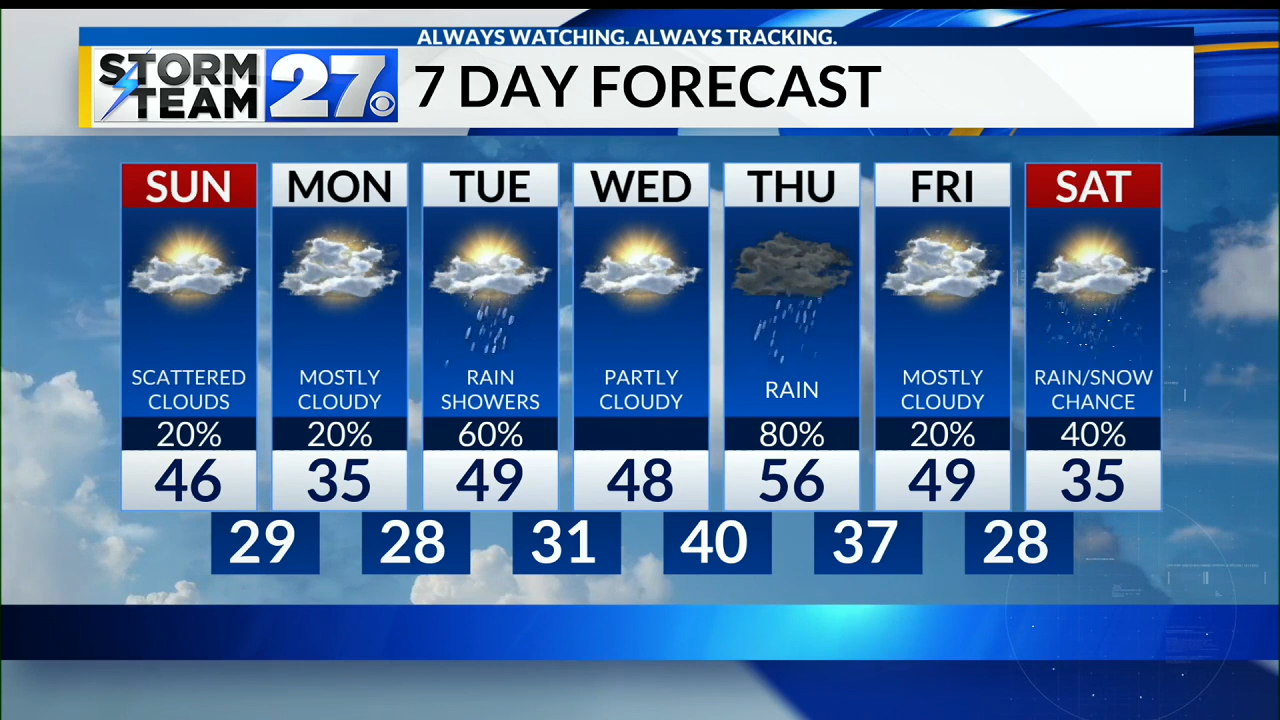 ALWAYS WATCHING. ALWAYS TRACKING.
STORM
TEAM
27
7 DAY FORECAST
SUN
MON
TUE
WED
THU
FRI
SAT
SCATTERED
CLOUDS
MOSTLY
CLOUDY
RAIN
SHOWERS
PARTLY
CLOUDY
RAIN
MOSTLY
CLOUDY
RAIN/SNOW
CHANCE
20%
20%
60%
80%
20%
40%
46
35
49
48
56
49
35
29
28
31
40
37
28